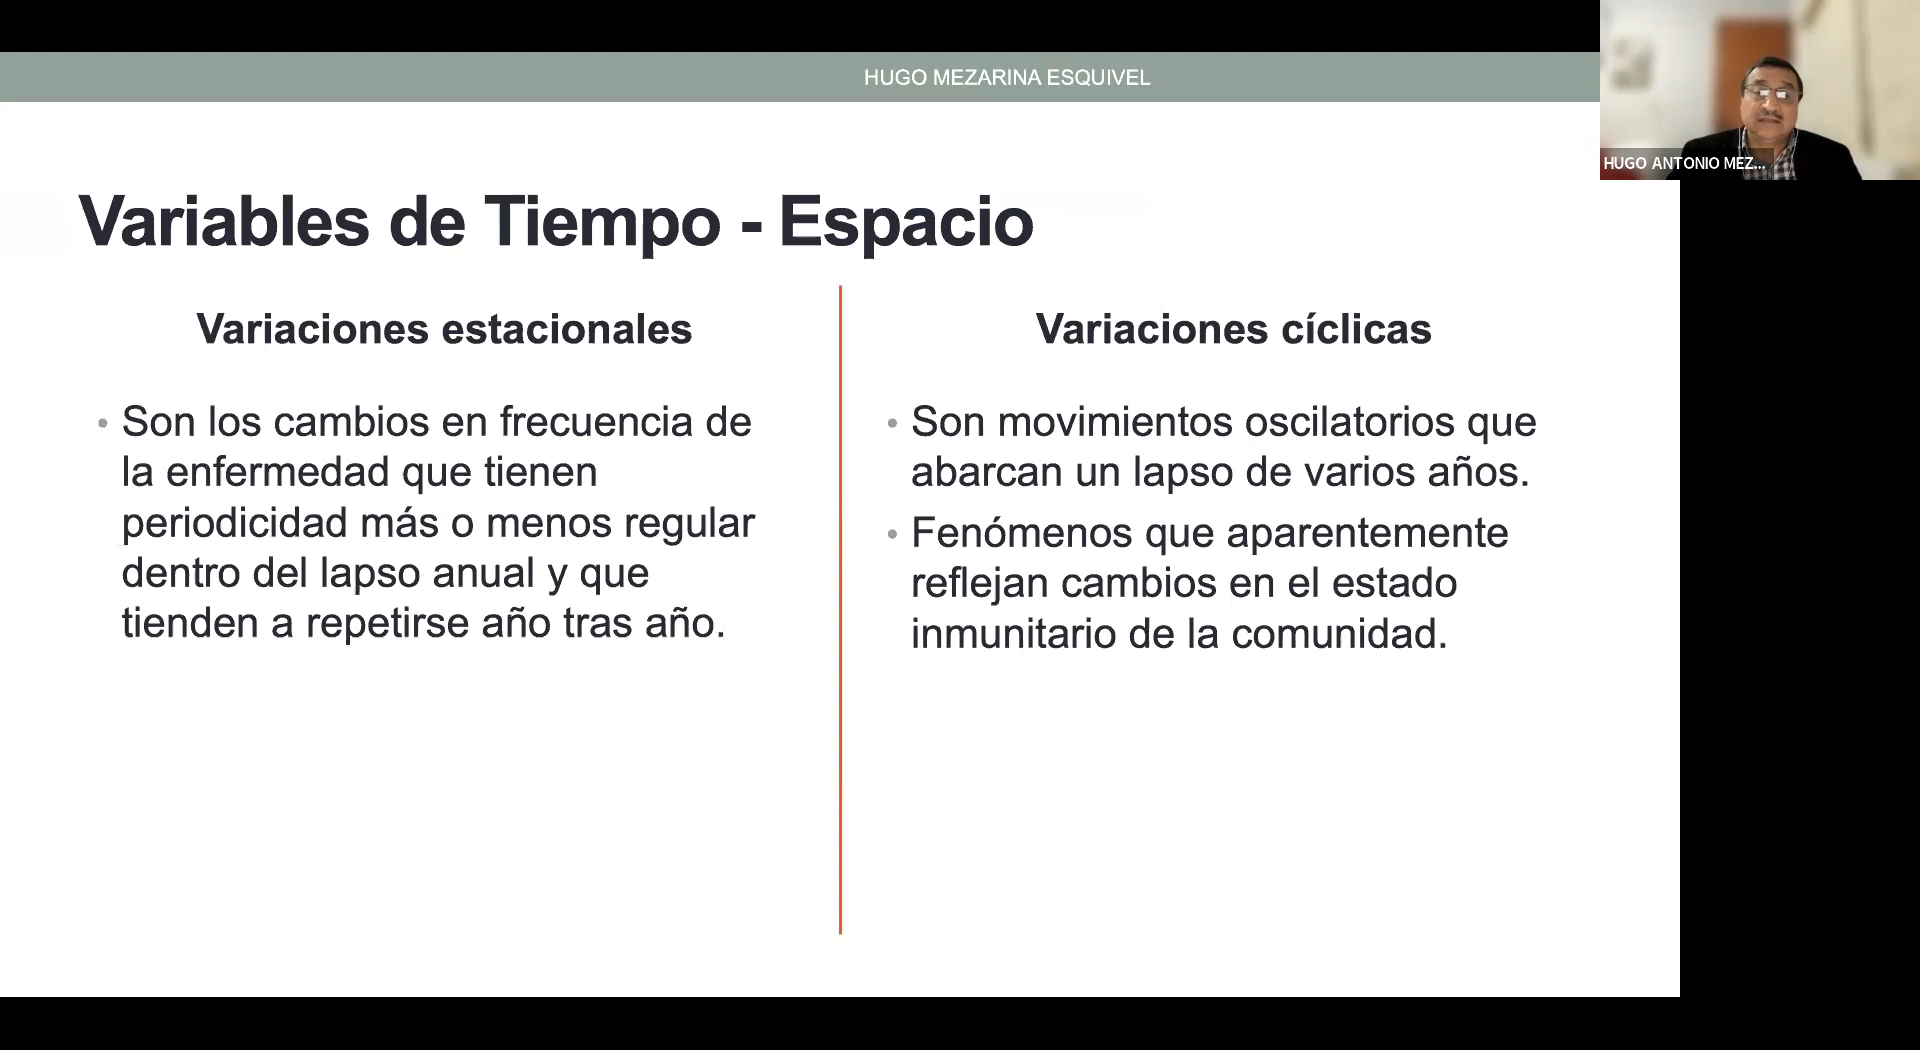 HUGO MEZARINA ESQUIVEL
HUGO ANTONIO MEZ...
Variables de Tiempo - Espacio
Variaciones estacionales
• Son los cambios en frecuencia de
la enfermedad que tienen
periodicidad más o menos regular
dentro del lapso anual y que
tienden a repetirse año tras año.
Variaciones cíclicas
• Son movimientos oscilatorios que
abarcan un lapso de varios años.
• Fenómenos que aparentemente
reflejan cambios en el estado
inmunitario de la comunidad.